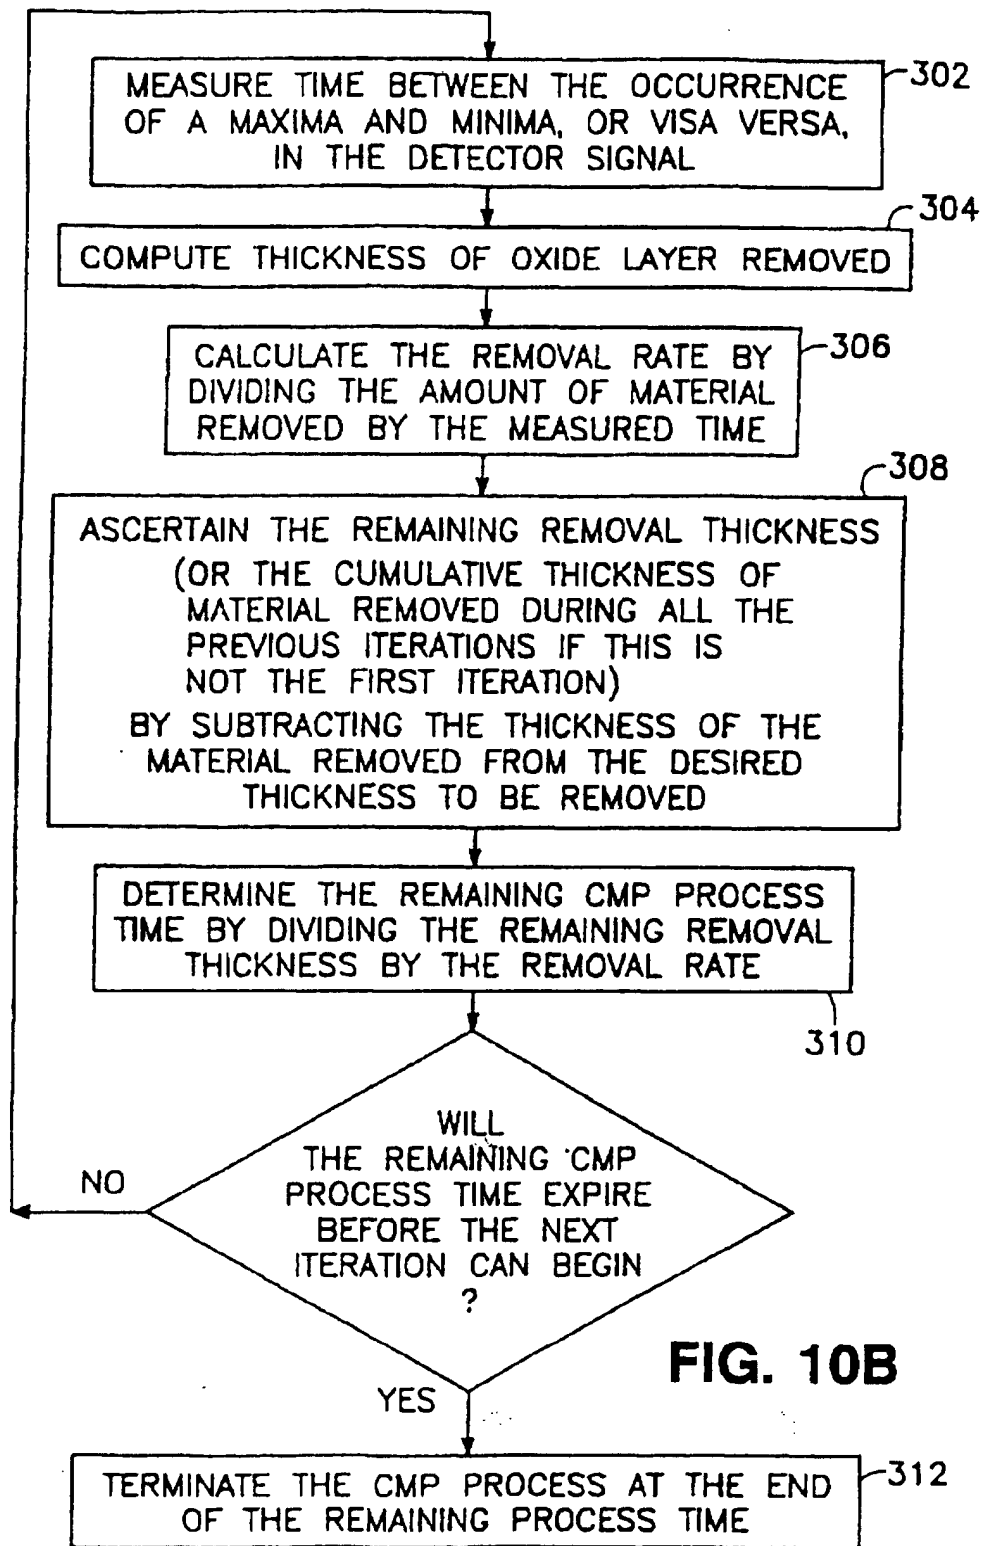 302
MEASURE TIME BETWEEN THE OCCURRENCE
OF A MAXIMA AND MINIMA, OR VISA VERSA,
IN THE DETECTOR SIGNAL
304
COMPUTE THICKNESS OF OXIDE LAYER REMOVED
306
CALCULATE THE REMOVAL RATE BY
DIVIDING THE AMOUNT OF MATERIAL
REMOVED BY THE MEASURED TIME
308
ASCERTAIN THE REMAINING REMOVAL THICKNESS
(OR THE CUMULATIVE THICKNESS OF
MATERIAL REMOVED DURING ALL THE
PREVIOUS ITERATIONS IF THIS IS
NOT THE FIRST ITERATION)
BY SUBTRACTING THE THICKNESS OF THE
MATERIAL REMOVED FROM THE DESIRED
THICKNESS TO BE REMOVED
DETERMINE THE REMAINING CMP PROCESS
TIME BY DIVIDING THE REMAINING REMOVAL
THICKNESS BY THE REMOVAL RATE
310
WILL
THE REMAINING CMP
PROCESS TIME EXPIRE
BEFORE THE NEXT
ITERATION CAN BEGIN
?
NO
FIG. 10B
YES
312
TERMINATE THE CMP PROCESS AT THE END
OF THE REMAINING PROCESS TIME